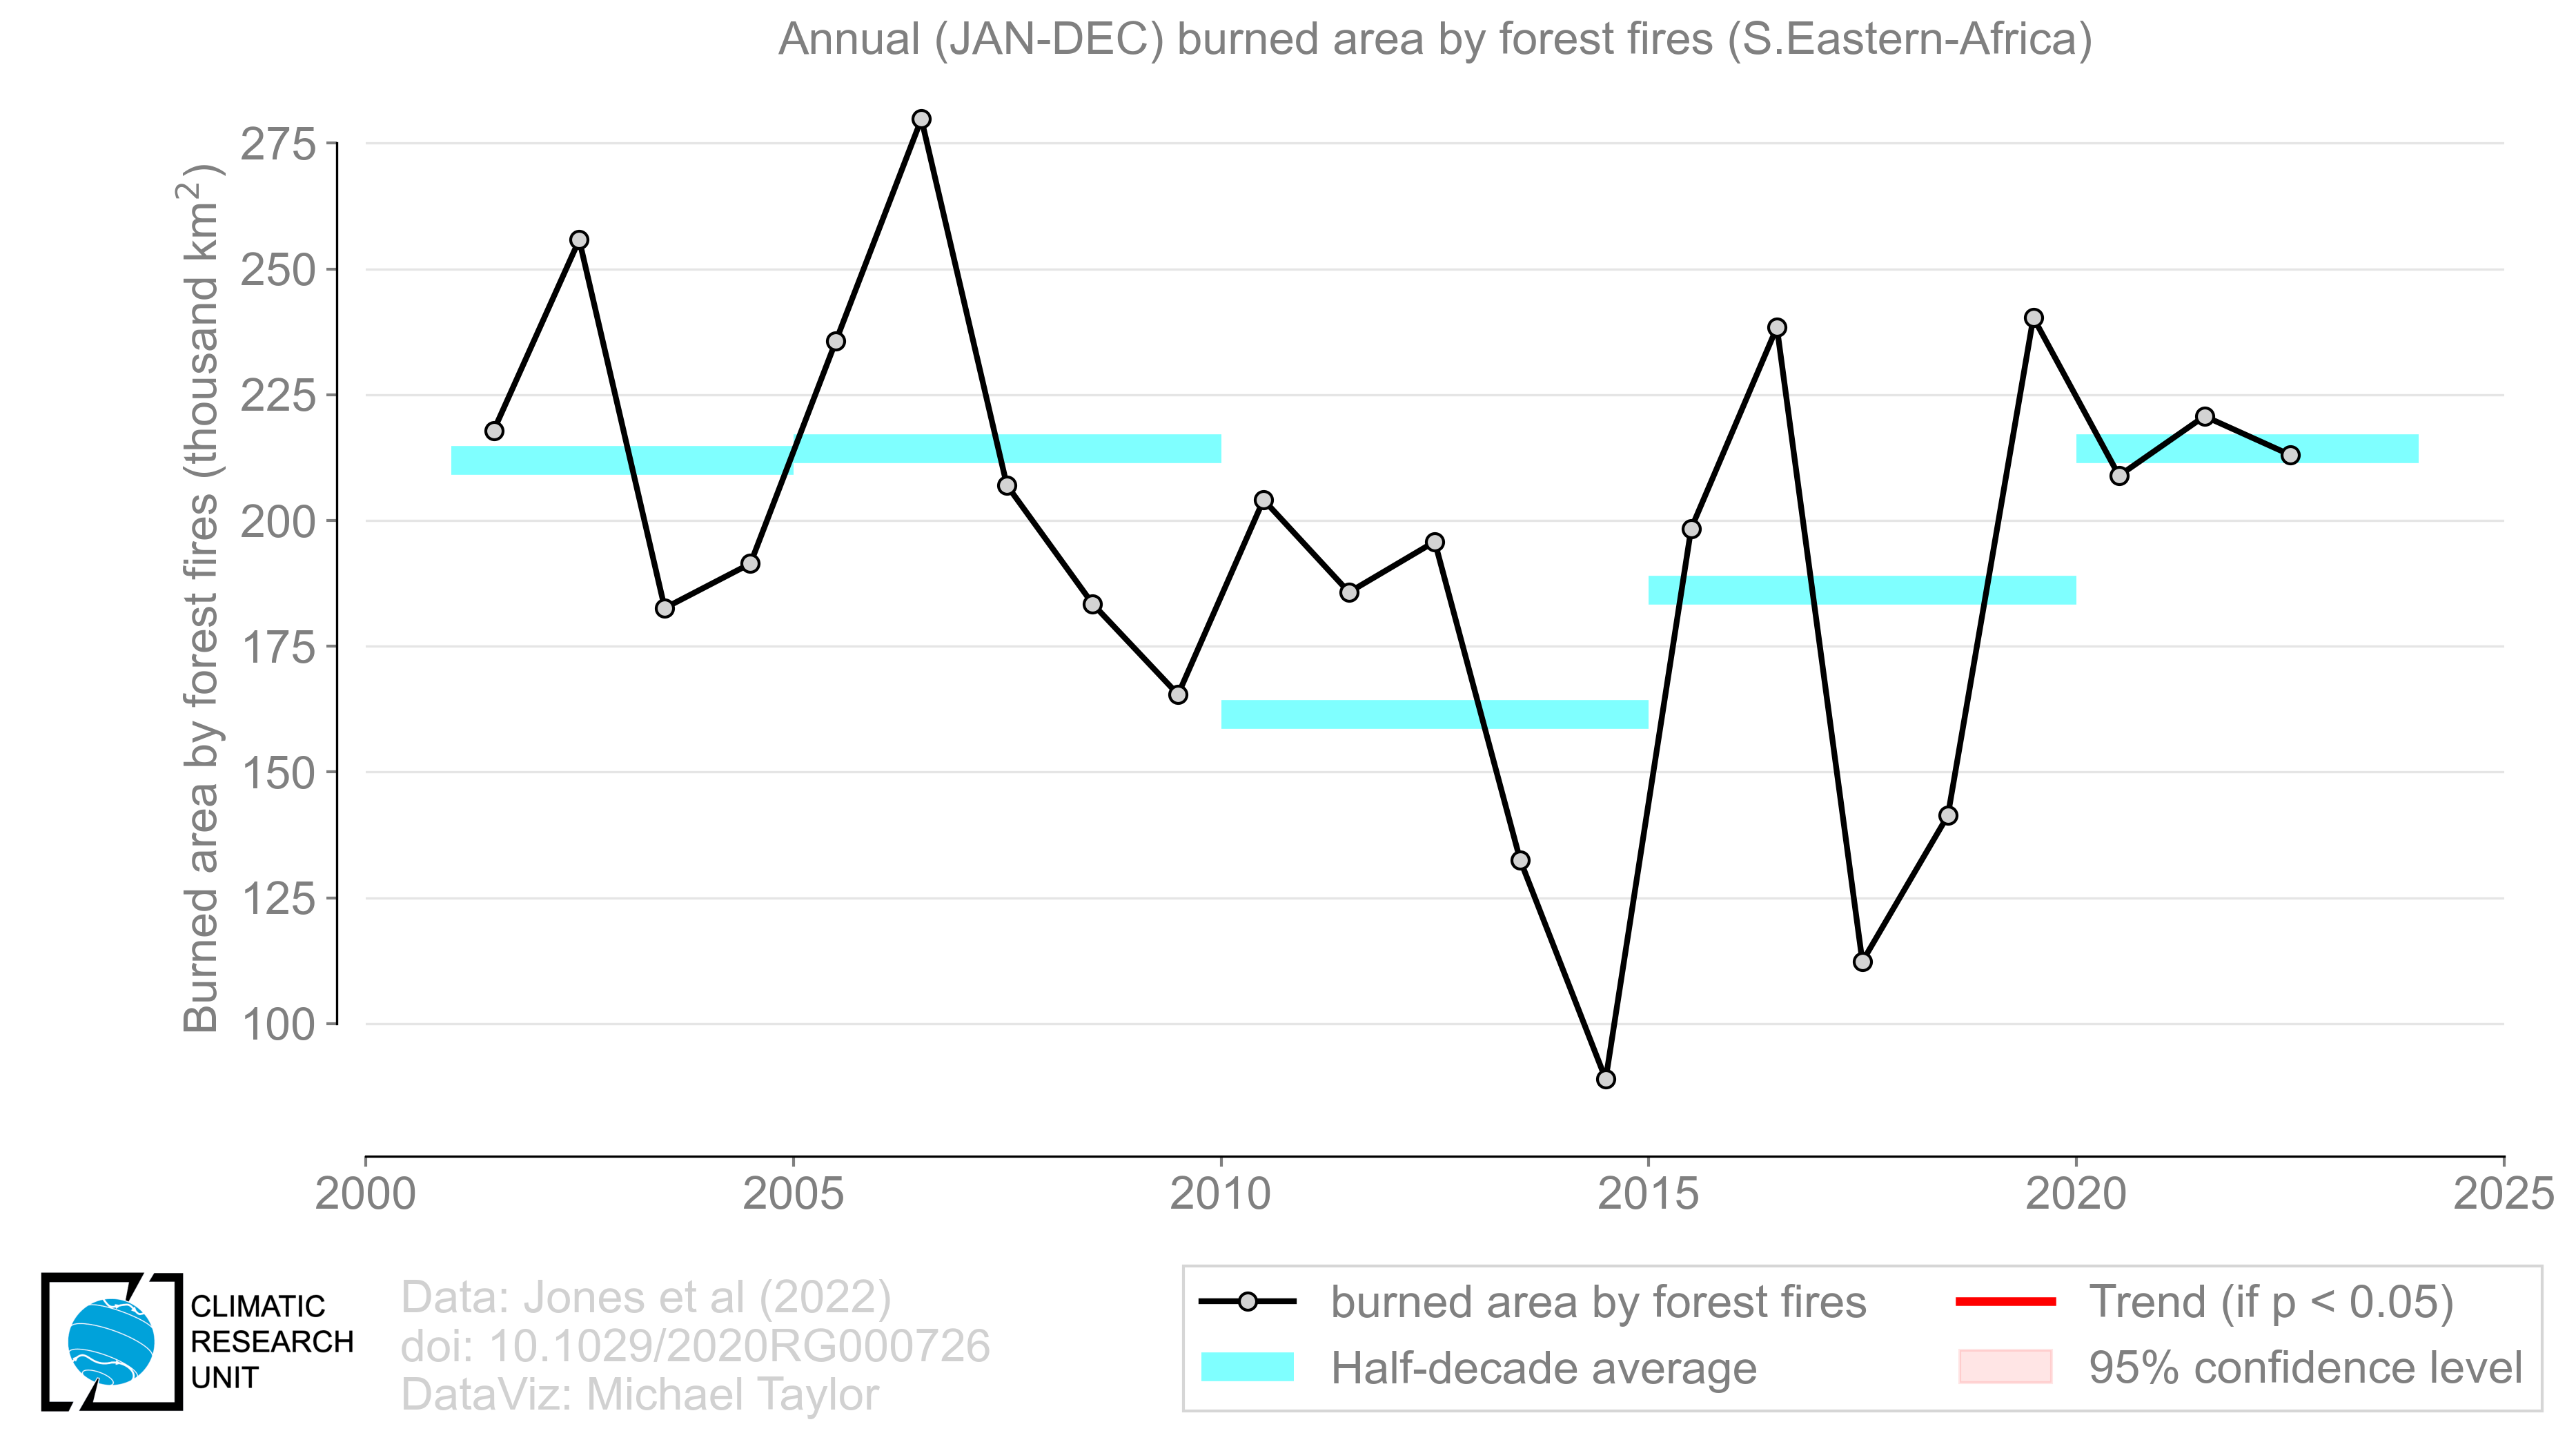 Annual (JAN-DEC) burned area by forest fires (S.Eastern-Africa)
Burned area by forest fires (thousand km²)
275
250
225
200
175
150
125
100
2000 2005 2010 2015 2020 2025
CLIMATIC
RESEARCH
UNIT
Data: Jones et al (2022)
doi: 10.1029/2020RG000726
DataViz: Michael Taylor
burned area by forest fires
Half-decade average
Trend (if p < 0.05)
95% confidence level